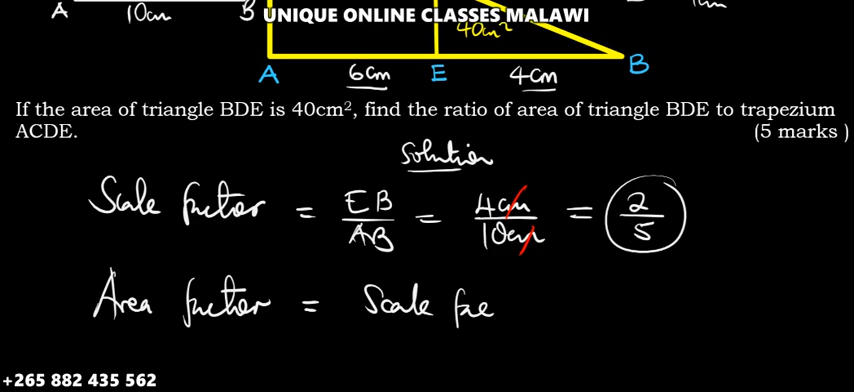 A 10cm B UNIQUE ONLINE CLASSES MALAWI
40cm²
A 6cm E 4cm B
If the area of triangle BDE is 40cm², find the ratio of area of triangle BDE to trapezium
ACDE. (5 marks )
Solution
Scale factor = EB/AB = 4cm/10cm = 2/5
Area factor = Scale fac
+265 882 435 562